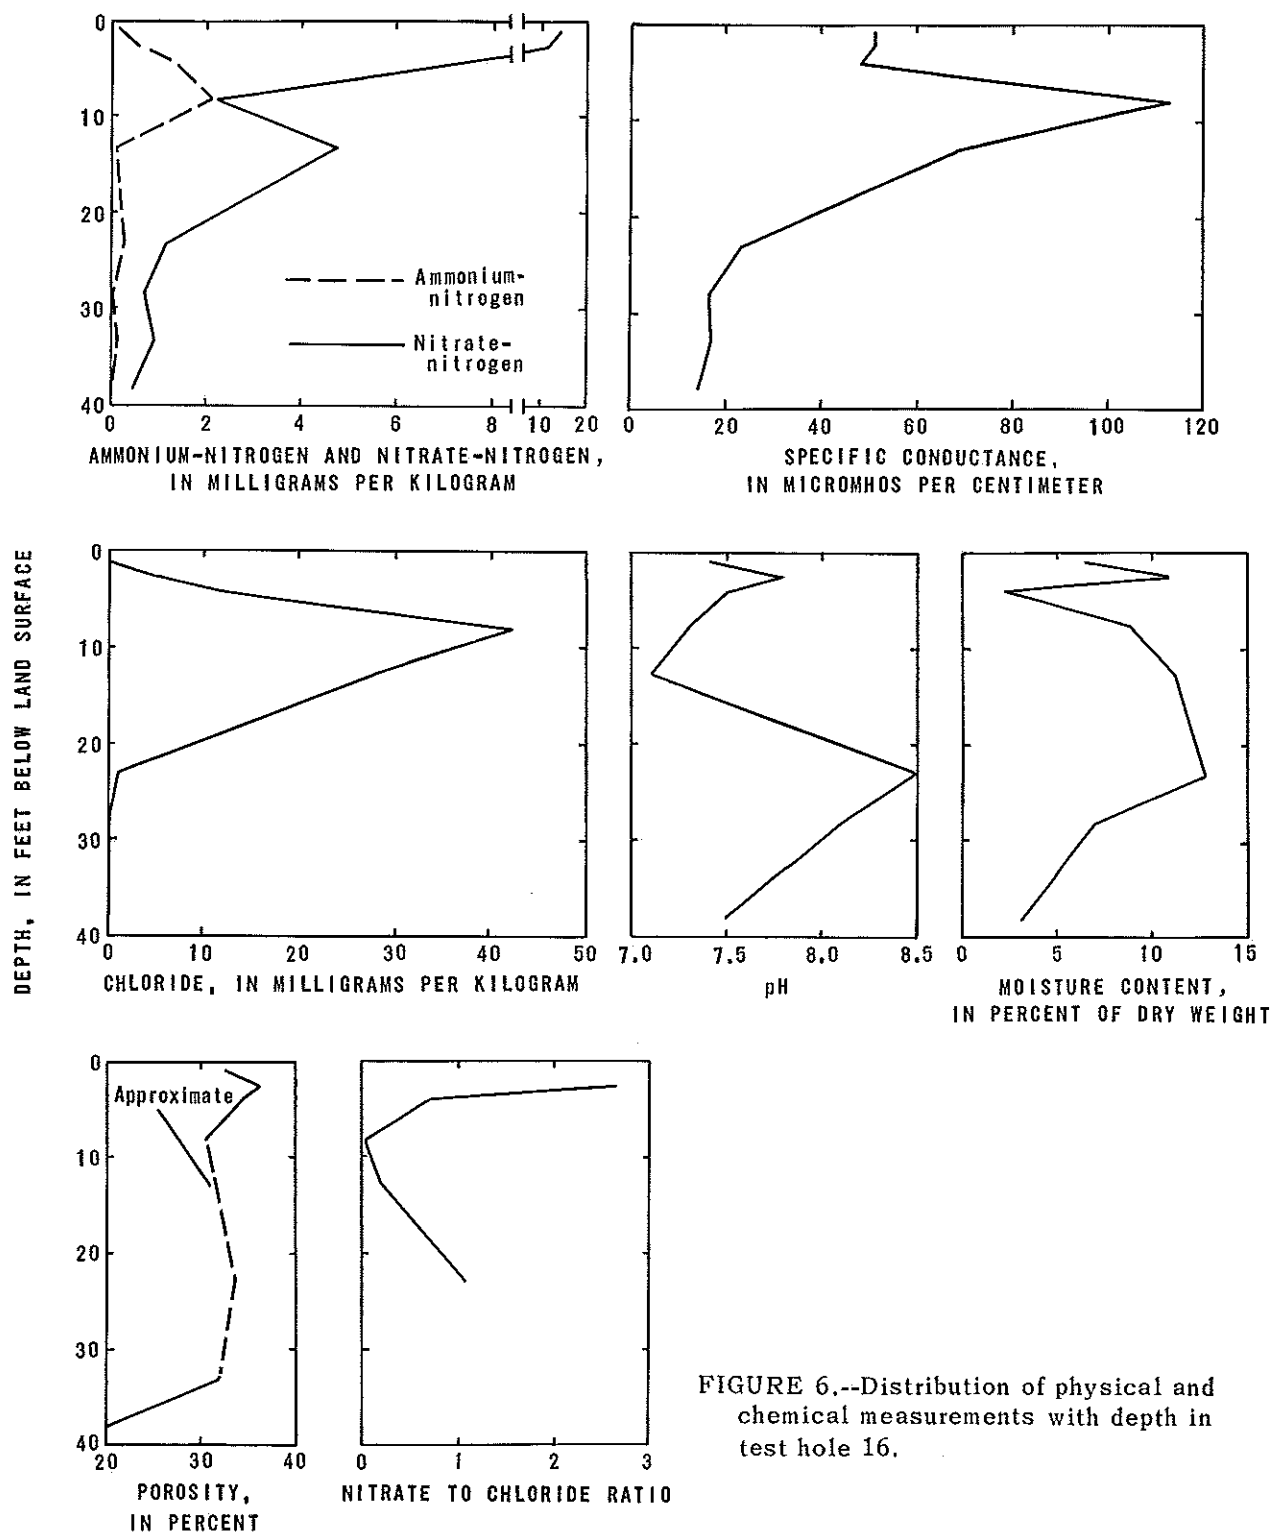 0
10
20
30
40
Ammonium-
nitrogen
Nitrate-
nitrogen
0 2 4 6 8 10 20
AMMONIUM-NITROGEN AND NITRATE-NITROGEN,
IN MILLIGRAMS PER KILOGRAM
0 20 40 60 80 100 120
SPECIFIC CONDUCTANCE,
IN MICROMHOS PER CENTIMETER
DEPTH, IN FEET BELOW LAND SURFACE
0
10
20
30
40
0 10 20 30 40 50
CHLORIDE, IN MILLIGRAMS PER KILOGRAM
7.0 7.5 8.0 8.5
pH
0 5 10 15
MOISTURE CONTENT,
IN PERCENT OF DRY WEIGHT
0
10
20
30
40
Approximate
20 30 40
POROSITY,
IN PERCENT
0 1 2 3
NITRATE TO CHLORIDE RATIO
FIGURE 6.--Distribution of physical and
chemical measurements with depth in
test hole 16.